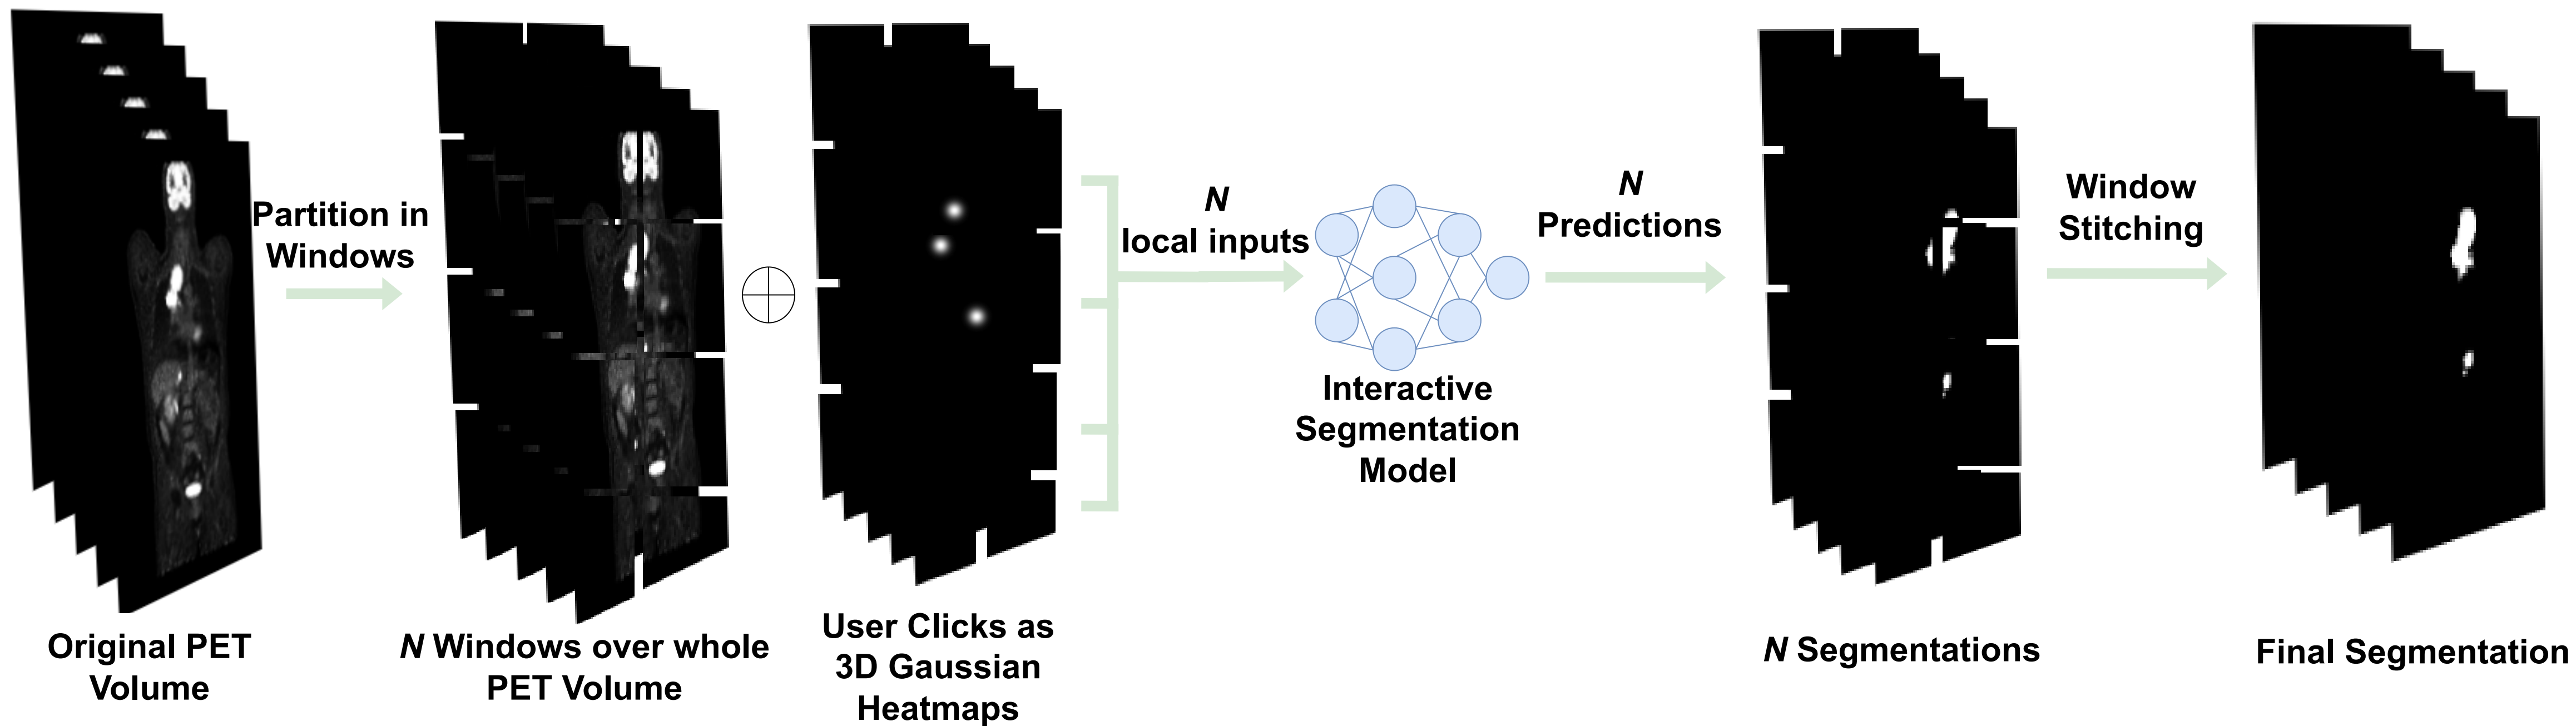 Partition in
Windows
N
local inputs
N
Predictions
Window
Stitching
Interactive
Segmentation
Model
Original PET
Volume
N Windows over whole
PET Volume
User Clicks as
3D Gaussian
Heatmaps
N Segmentations
Final Segmentation